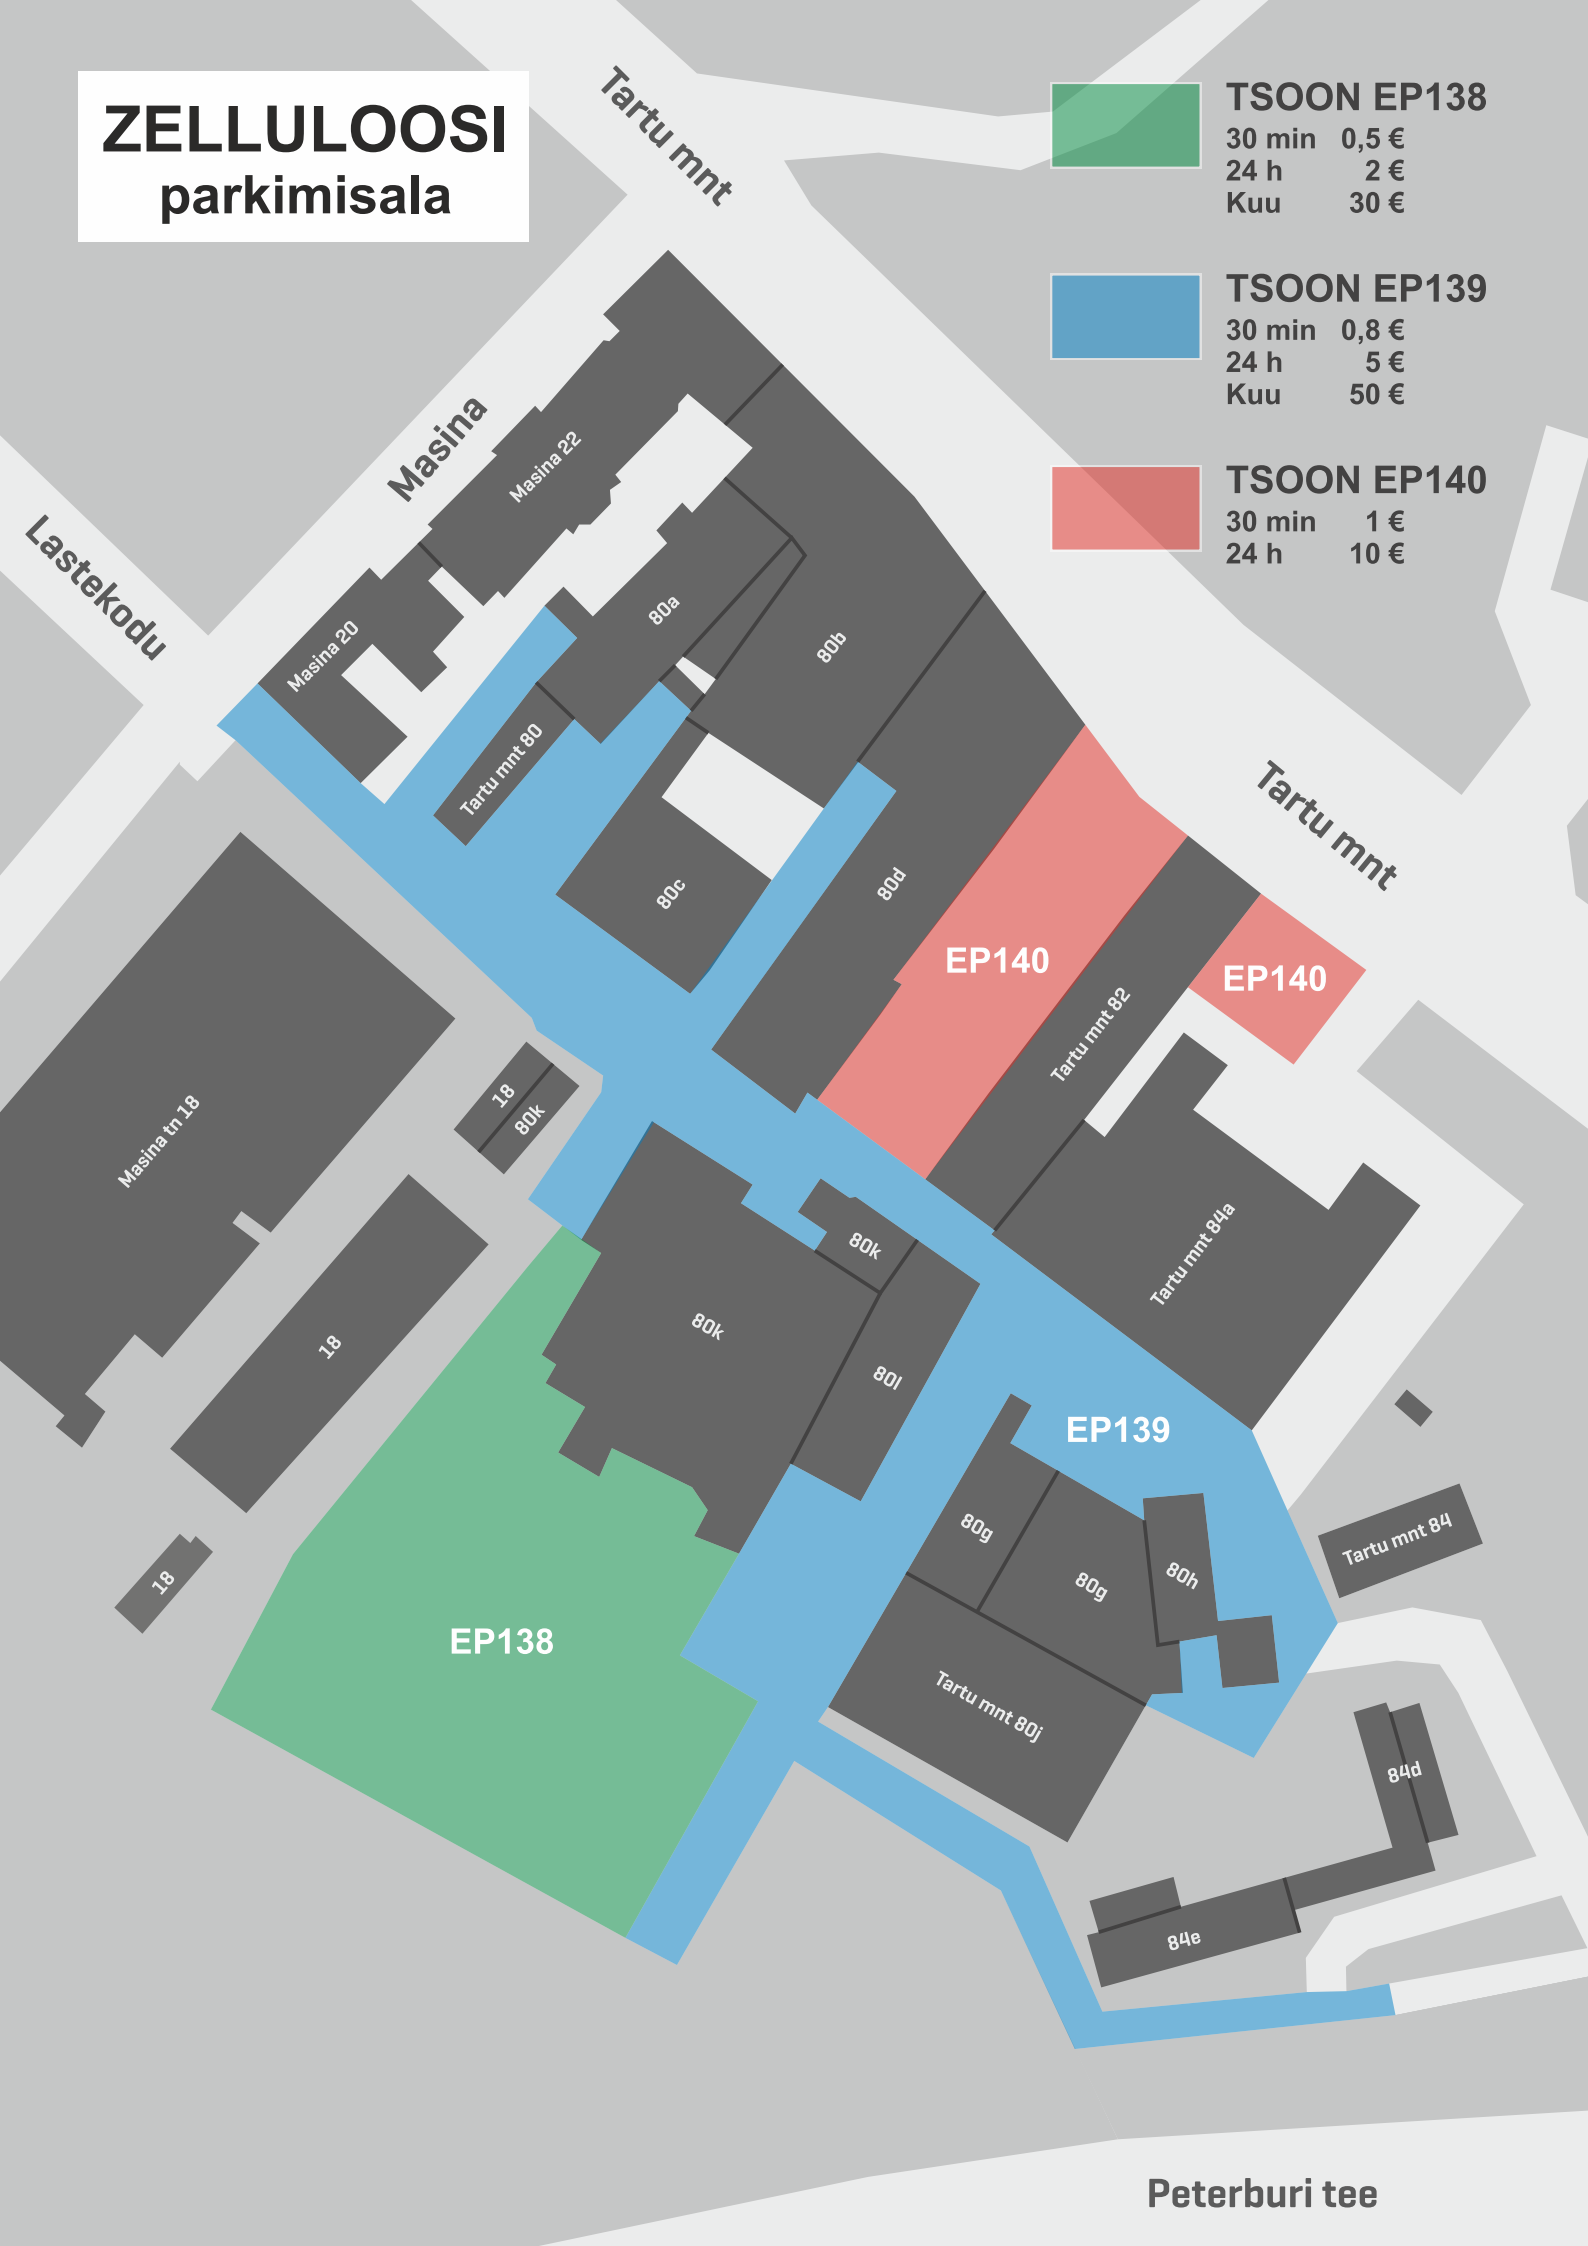 ZELLULOOSI
parkimisala
Tartu mnt
TSOON EP138
30 min 0,5 €
24 h 2 €
Kuu 30 €
TSOON EP139
30 min 0,8 €
24 h 5 €
Kuu 50 €
TSOON EP140
30 min 1 €
24 h 10 €
Masina
Lastekodu
Masina 22
Masina 20
80a
80b
Tartu mnt 80
80c
80d
Tartu mnt
EP140
EP140
Tartu mnt 82
Masina tn 18
18
80k
Tartu mnt 84a
80k
80k
80l
18
EP139
80g
80g
80h
Tartu mnt 84
18
EP138
Tartu mnt 80j
84d
84e
Peterburi tee